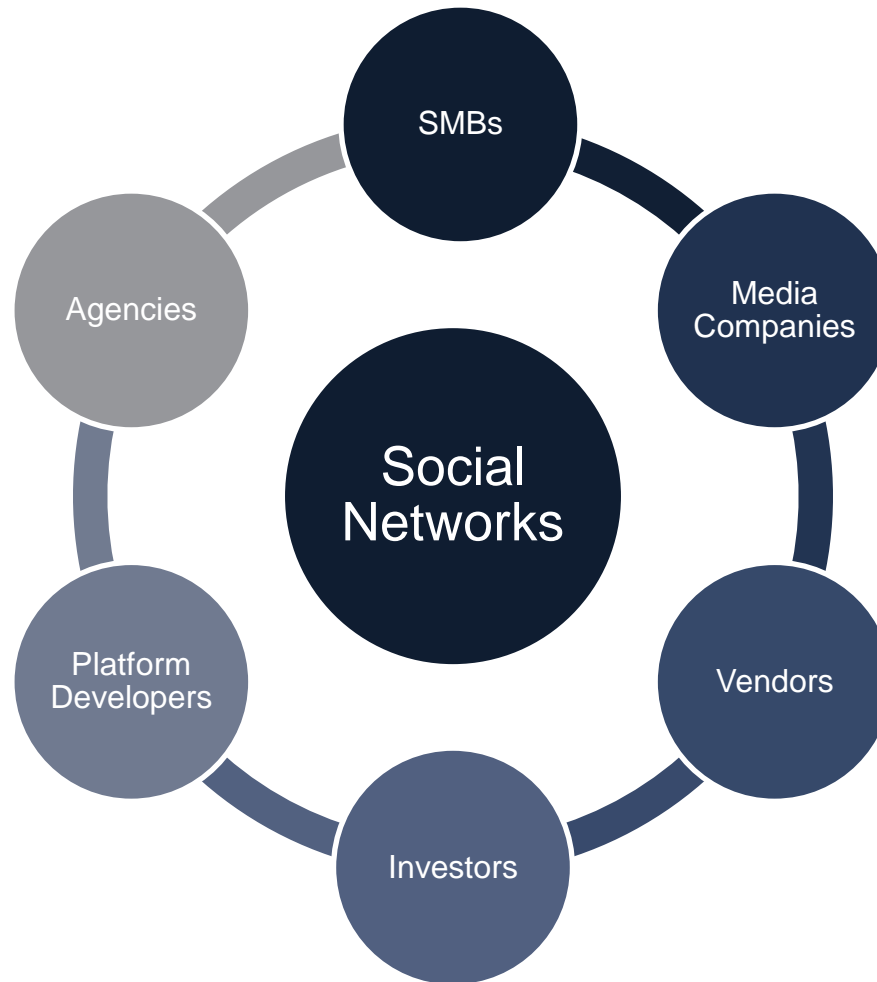 SMBs
Media
Companies
Vendors
Investors
Platform
Developers
Agencies
Social
Networks